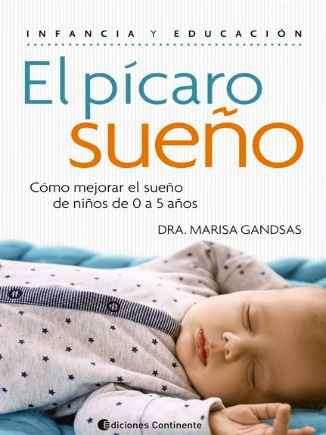 INFANCIA Y EDUCACIÓN
El pícaro
sueño
Cómo mejorar el sueño
de niños de 0 a 5 años
DRA. MARISA GANDSAS
Ediciones Continente